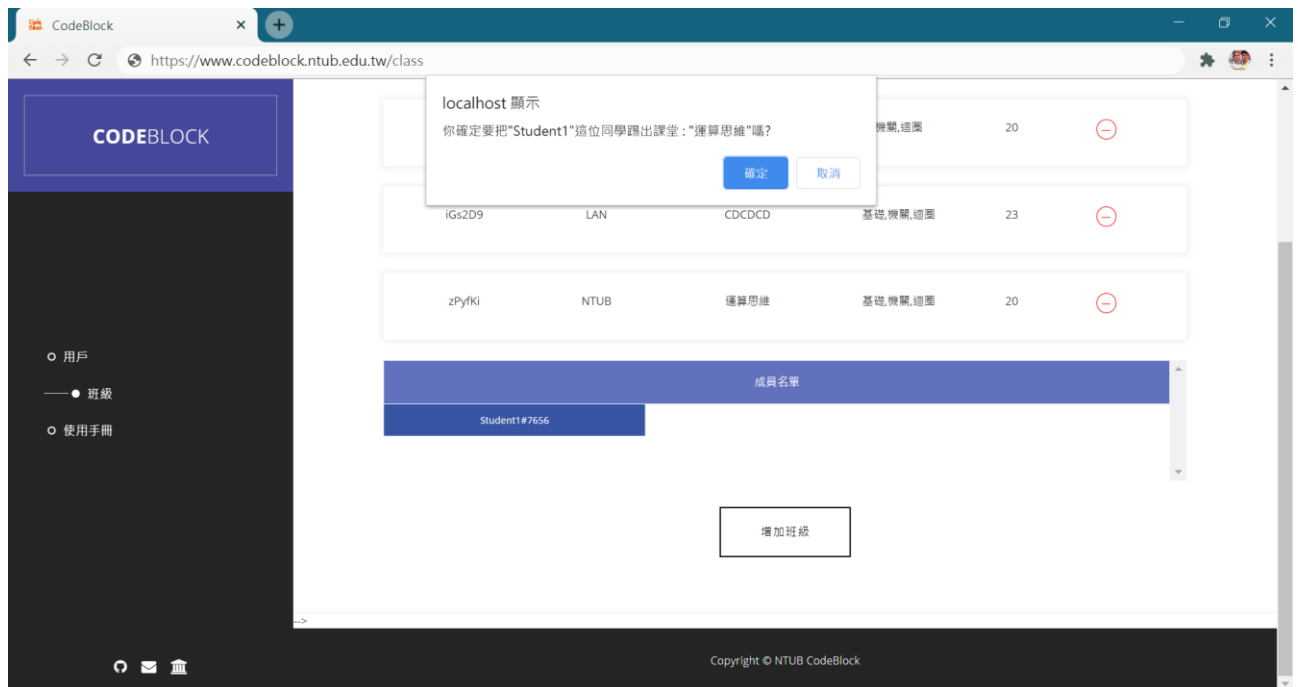 CodeBlock
https://www.codeblock.ntub.edu.tw/class
localhost 顯示
你確定要把"Student1"這位同學踢出課堂 : "運算思維"嗎?
確定 取消
CODEBLOCK
機關,迴圈 20
iGs2D9 LAN CDCDCD 基礎,機關,迴圈 23
zPyfKi NTUB 運算思維 基礎,機關,迴圈 20
用戶
班級
使用手冊
成員名單
Student1#7656
增加班級
-->
Copyright © NTUB CodeBlock